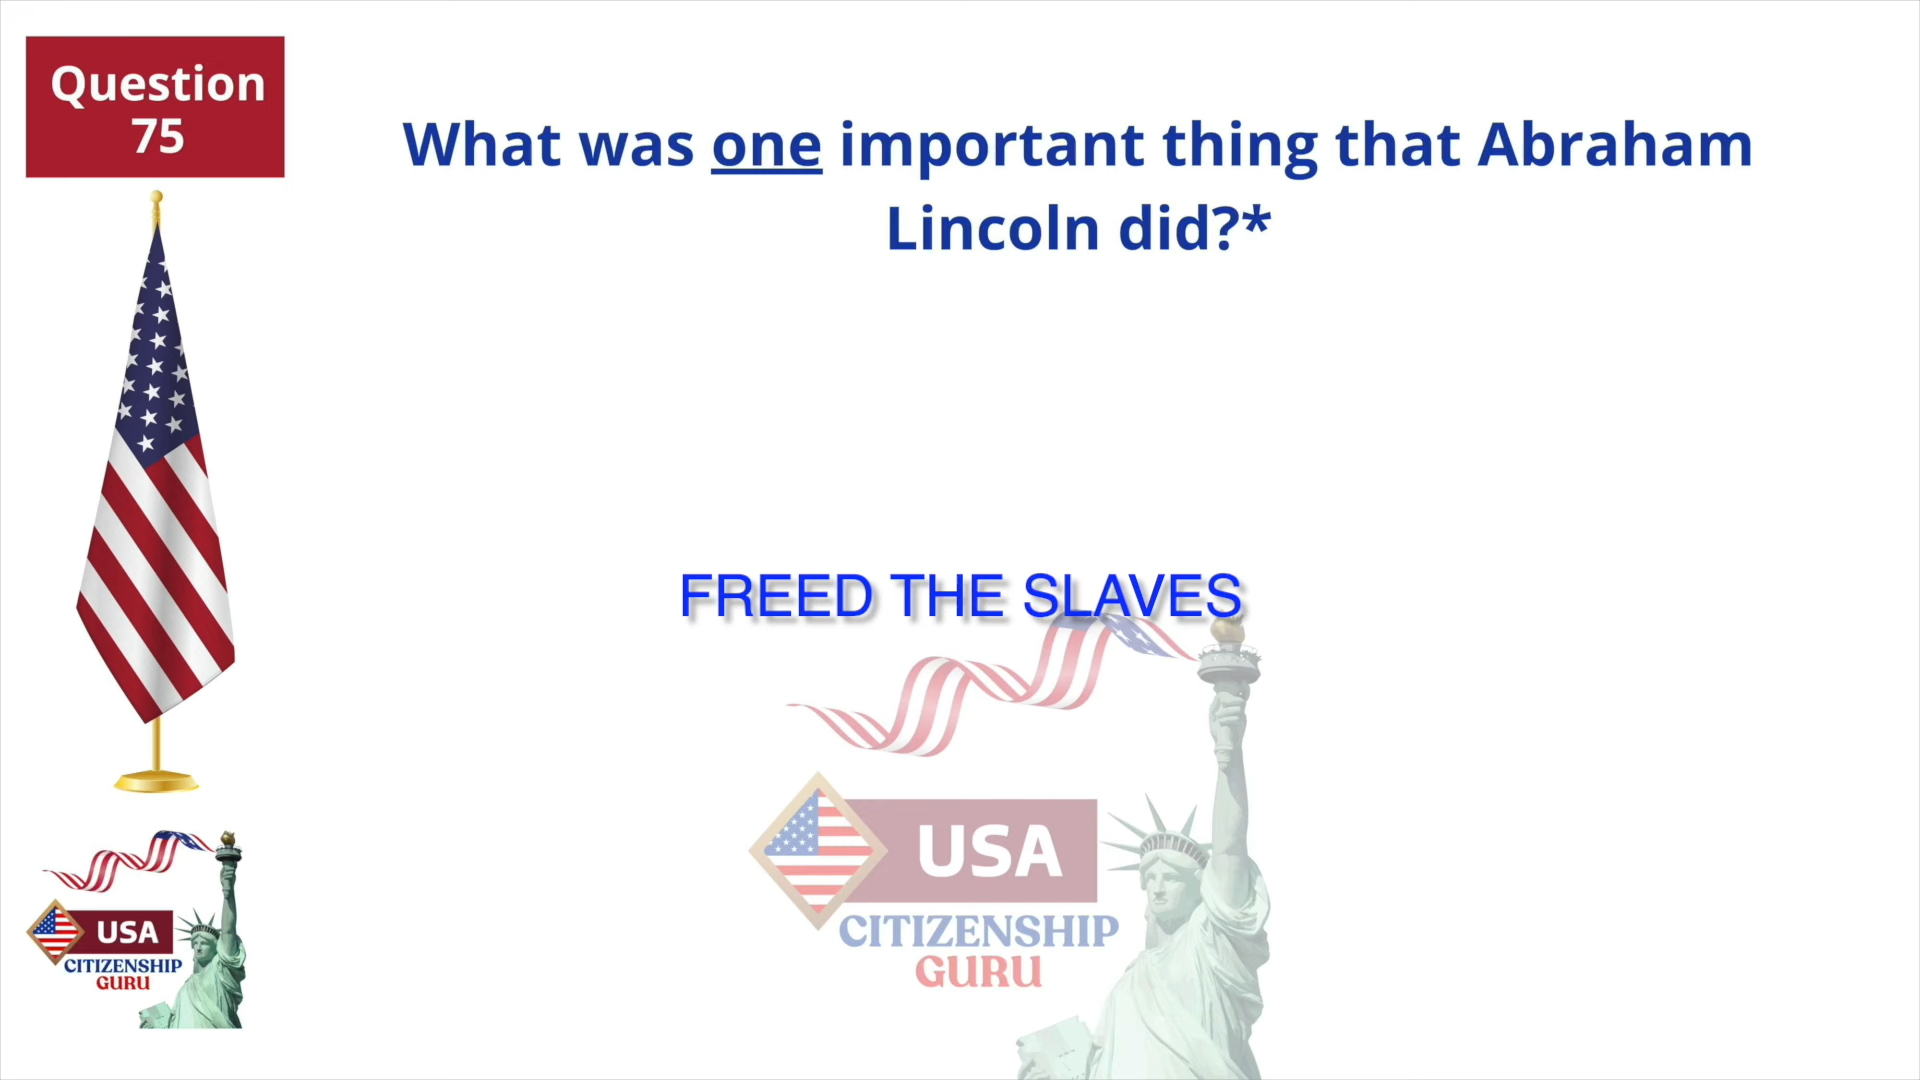 Question
75
What was one important thing that Abraham
Lincoln did?*
FREED THE SLAVES
USA
CITIZENSHIP
GURU
USA
CITIZENSHIP
GURU